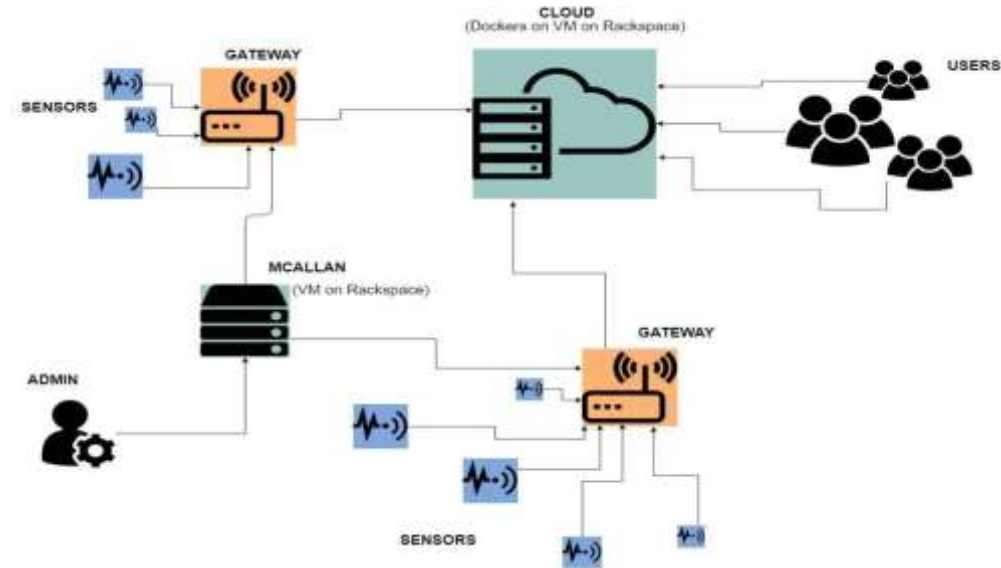 CLOUD
(Dockers on VM on Rackspace)
GATEWAY
USERS
SENSORS
MCALLAN
(VM on Rackspace)
GATEWAY
ADMIN
SENSORS